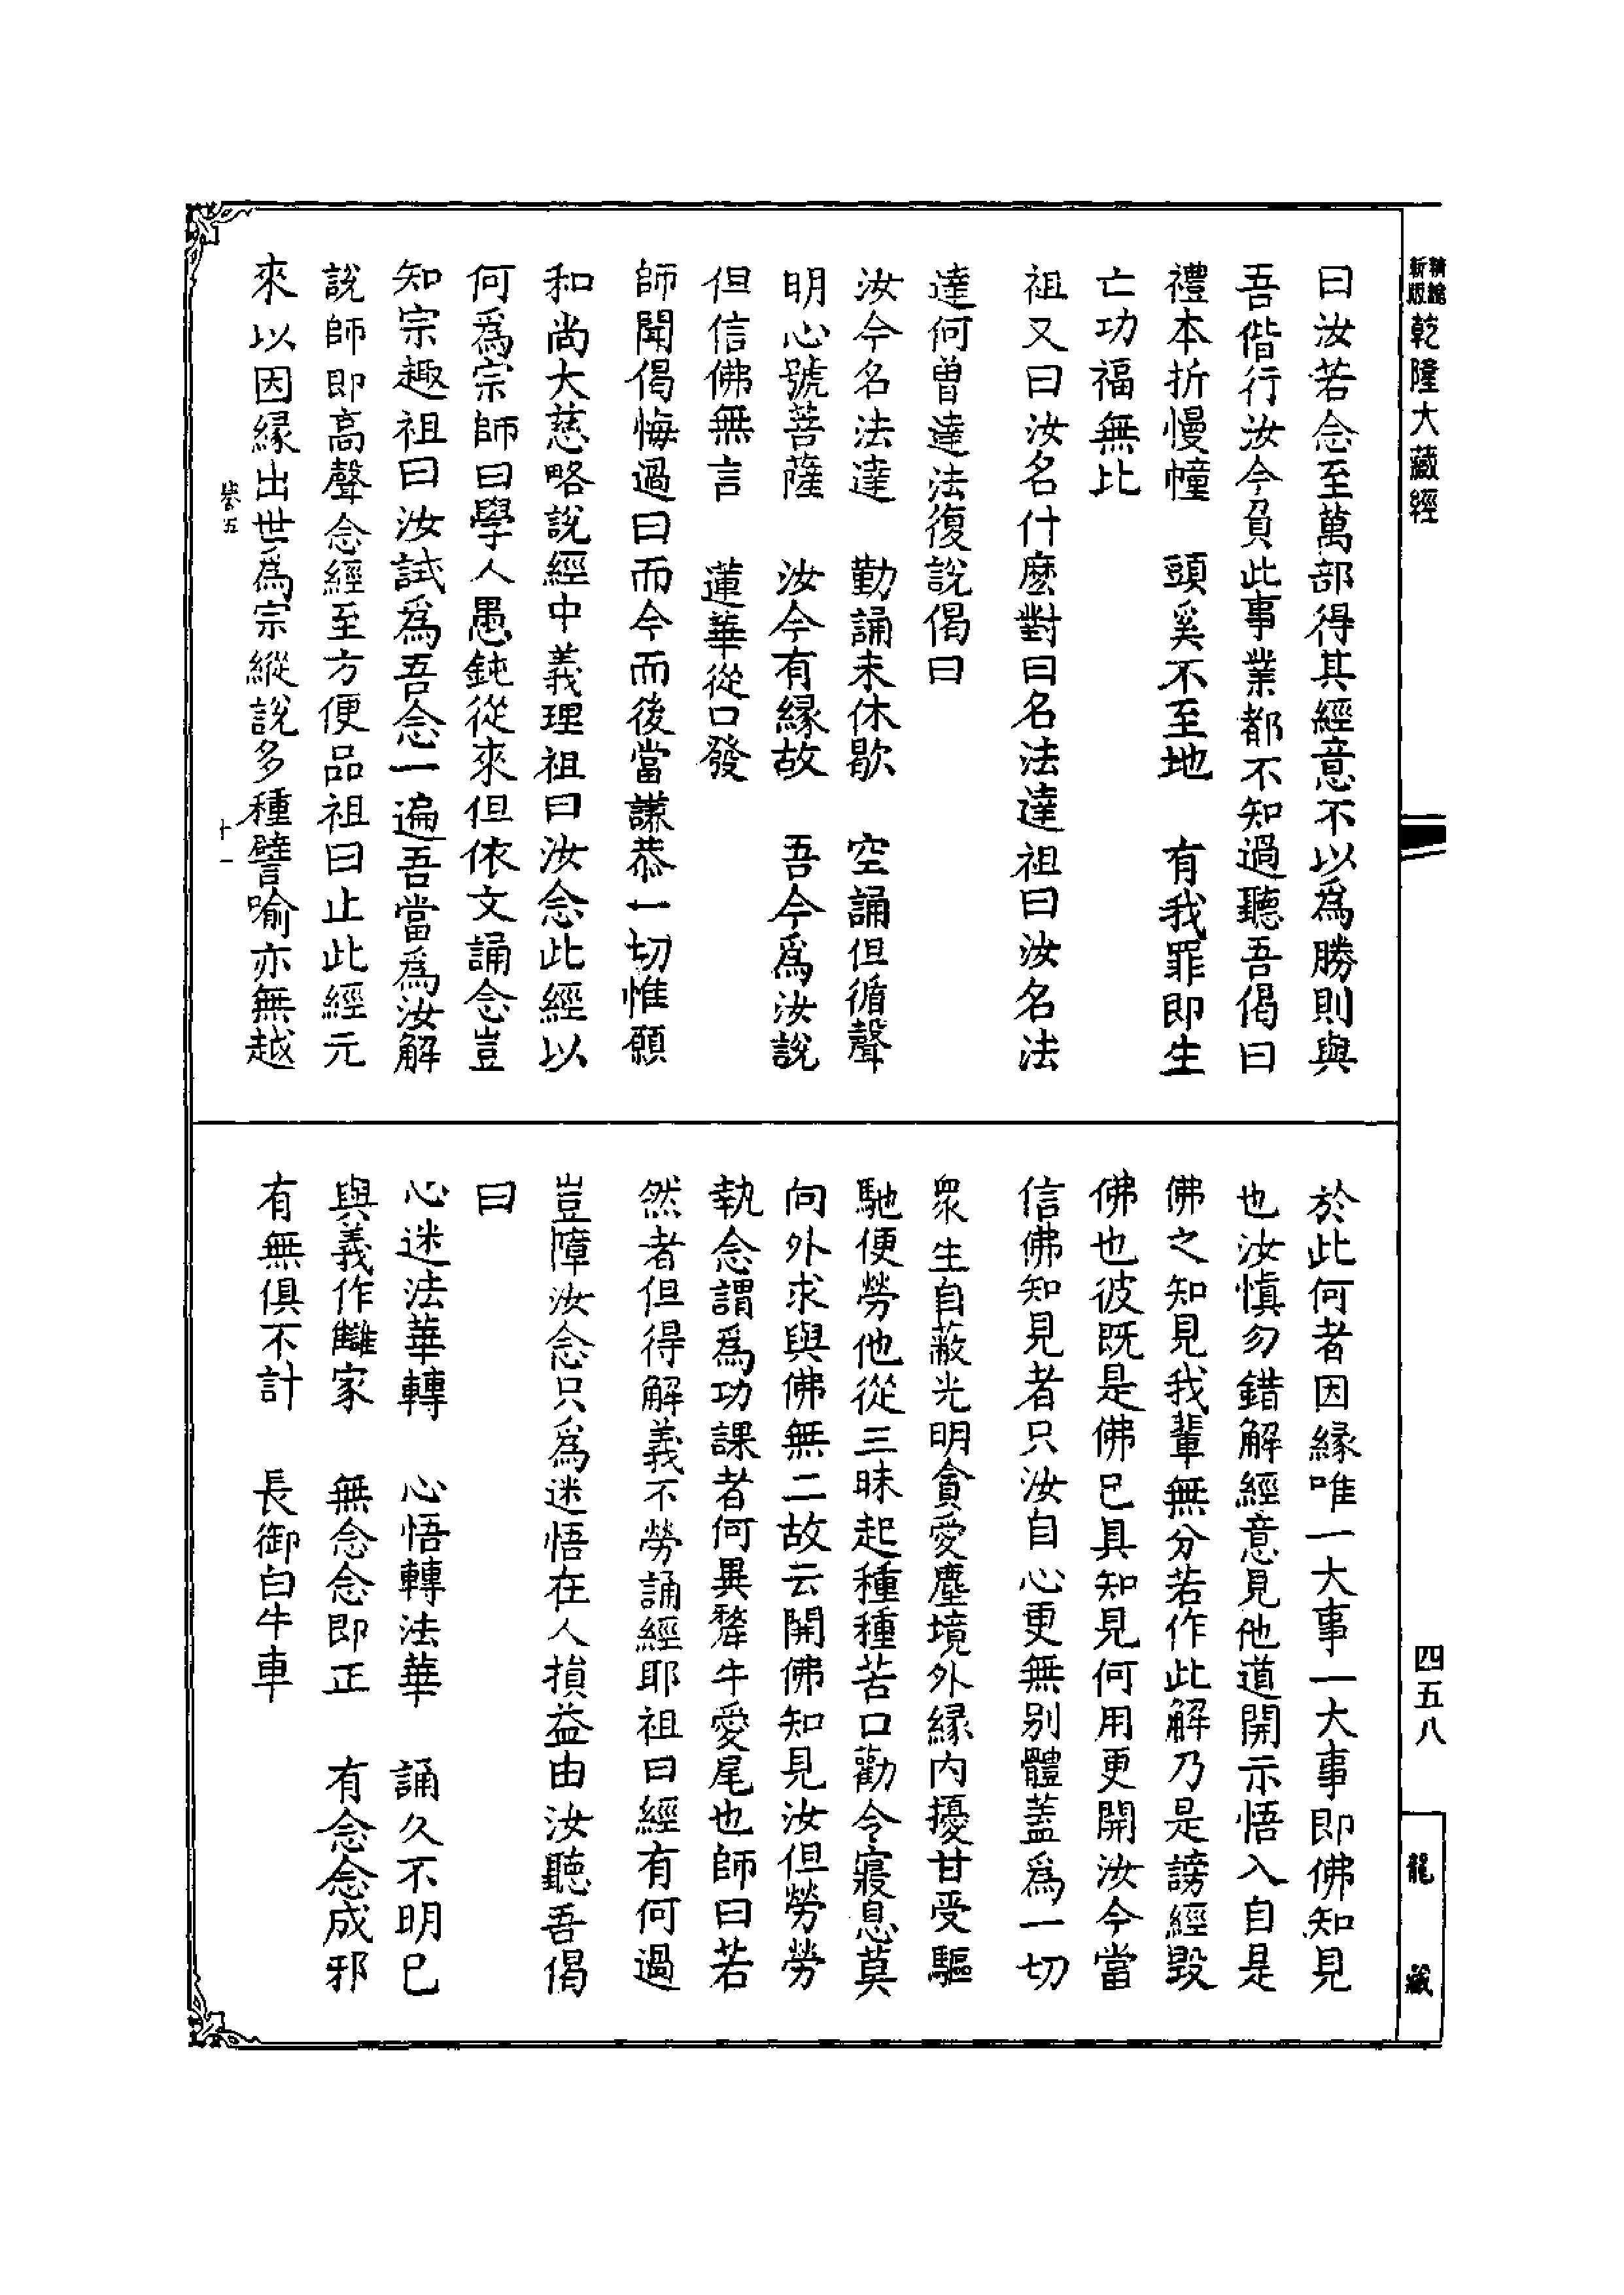 新版精縮
乾隆大藏經
四五八
龍藏
曰汝若念至萬部得其經意不以爲勝則與
吾偕行汝今負此事業都不知過聽吾偈曰
禮本折慢幢　頭奚不至地　有我罪即生
亡功福無比
祖又曰汝名什麽對曰名法達祖曰汝名法
達何曾達法復說偈曰
汝今名法達　勤誦未休歇　空誦但循聲
明心號菩薩　汝今有緣故　吾今爲汝說
但信佛無言　蓮華從口發
師聞偈悔過曰而今而後當謙恭一切惟願
和尚大慈略說經中義理祖曰汝念此經以
何爲宗師曰學人愚鈍從來但依文誦念豈
知宗趣祖曰汝試爲吾念一遍吾當爲汝解
說師即高聲念經至方便品祖曰止此經元
來以因緣出世爲宗縱說多種譬喻亦無越
卷五
十一
於此何者因緣唯一大事一大事即佛知見
也汝慎勿錯解經意見他道開示悟入自是
佛之知見我輩無分若作此解乃是謗經毀
佛也彼既是佛已具知見何用更開汝今當
信佛知見者只汝自心更無別體蓋爲一切
衆生自蔽光明貪愛塵境外緣內擾甘受驅
馳便勞他從三昧起種種苦口勸令寢息莫
向外求與佛無二故云開佛知見汝但勞勞
執念謂爲功課者何異犛牛愛尾也師曰若
然者但得解義不勞誦經耶祖曰經有何過
豈障汝念只爲迷悟在人損益由汝聽吾偈
曰
心迷法華轉　心悟轉法華　誦久不明已
與義作讎家　無念念即正　有念念成邪
有無俱不計　長御白牛車